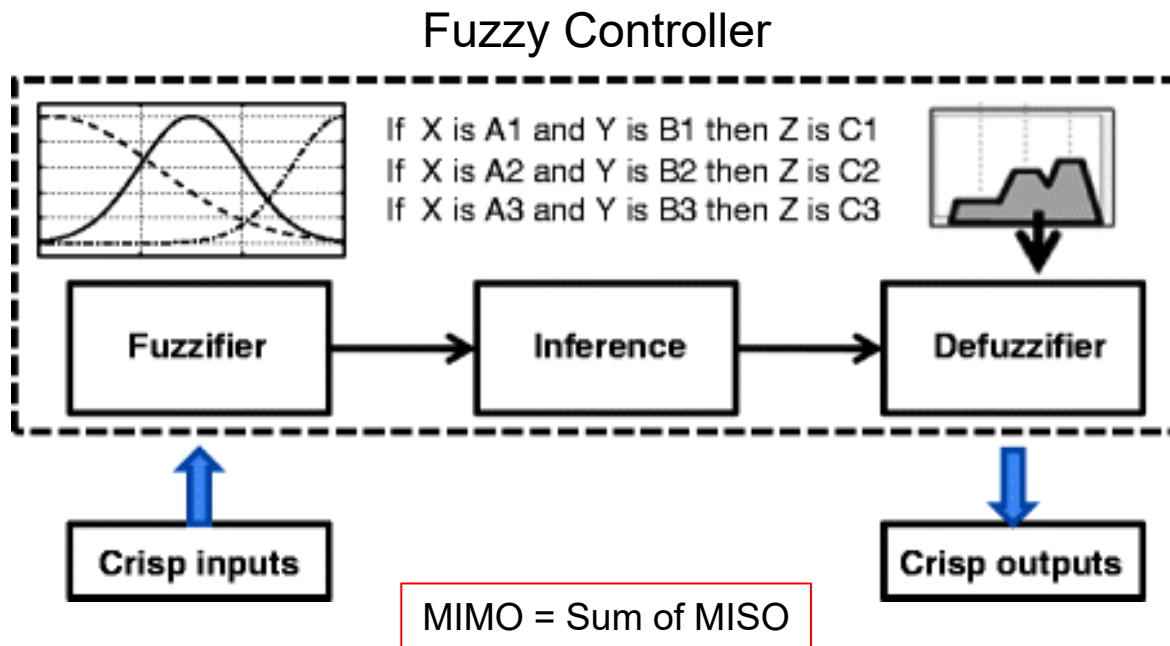 Fuzzy Controller
If X is A1 and Y is B1 then Z is C1
If X is A2 and Y is B2 then Z is C2
If X is A3 and Y is B3 then Z is C3
Fuzzifier
Inference
Defuzzifier
Crisp inputs
Crisp outputs
MIMO = Sum of MISO